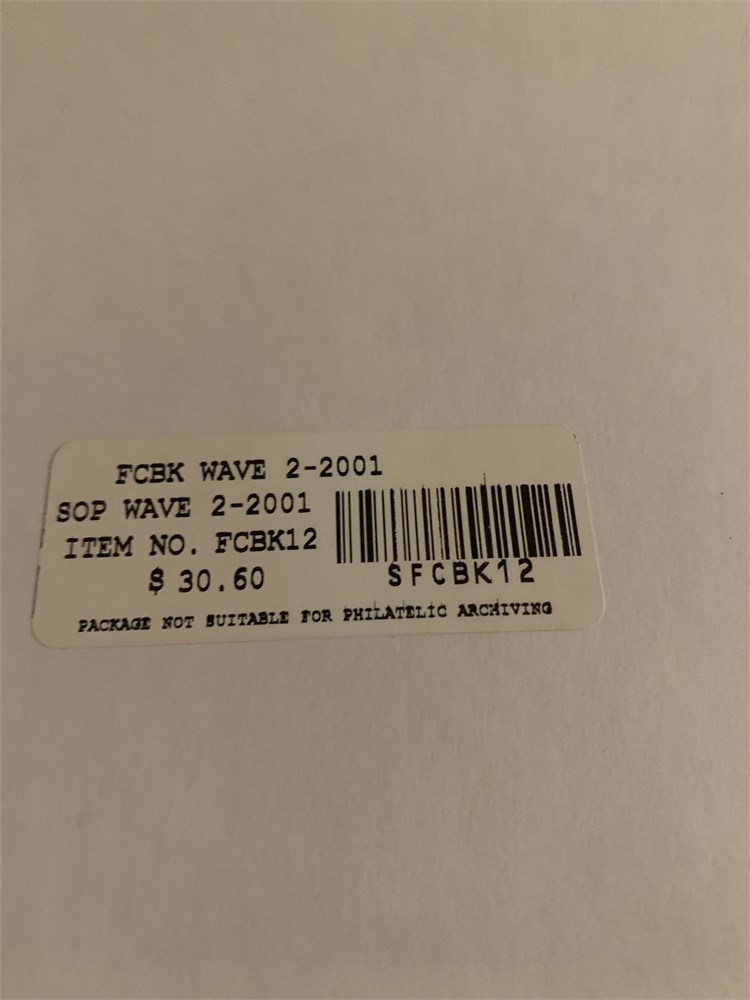 FCBK WAVE 2-2001
SOP WAVE 2-2001
ITEM NO. FCBK12
$ 30.60
SFCBK12
PACKAGE NOT SUITABLE FOR PHILATELIC ARCHIVING